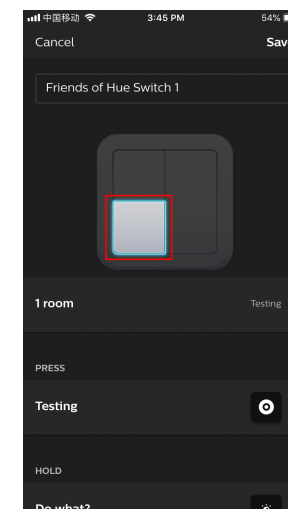 中国移动 3:45 PM 54%
Cancel Sav
Friends of Hue Switch 1
1 room Testing
PRESS
Testing
HOLD
Do what?